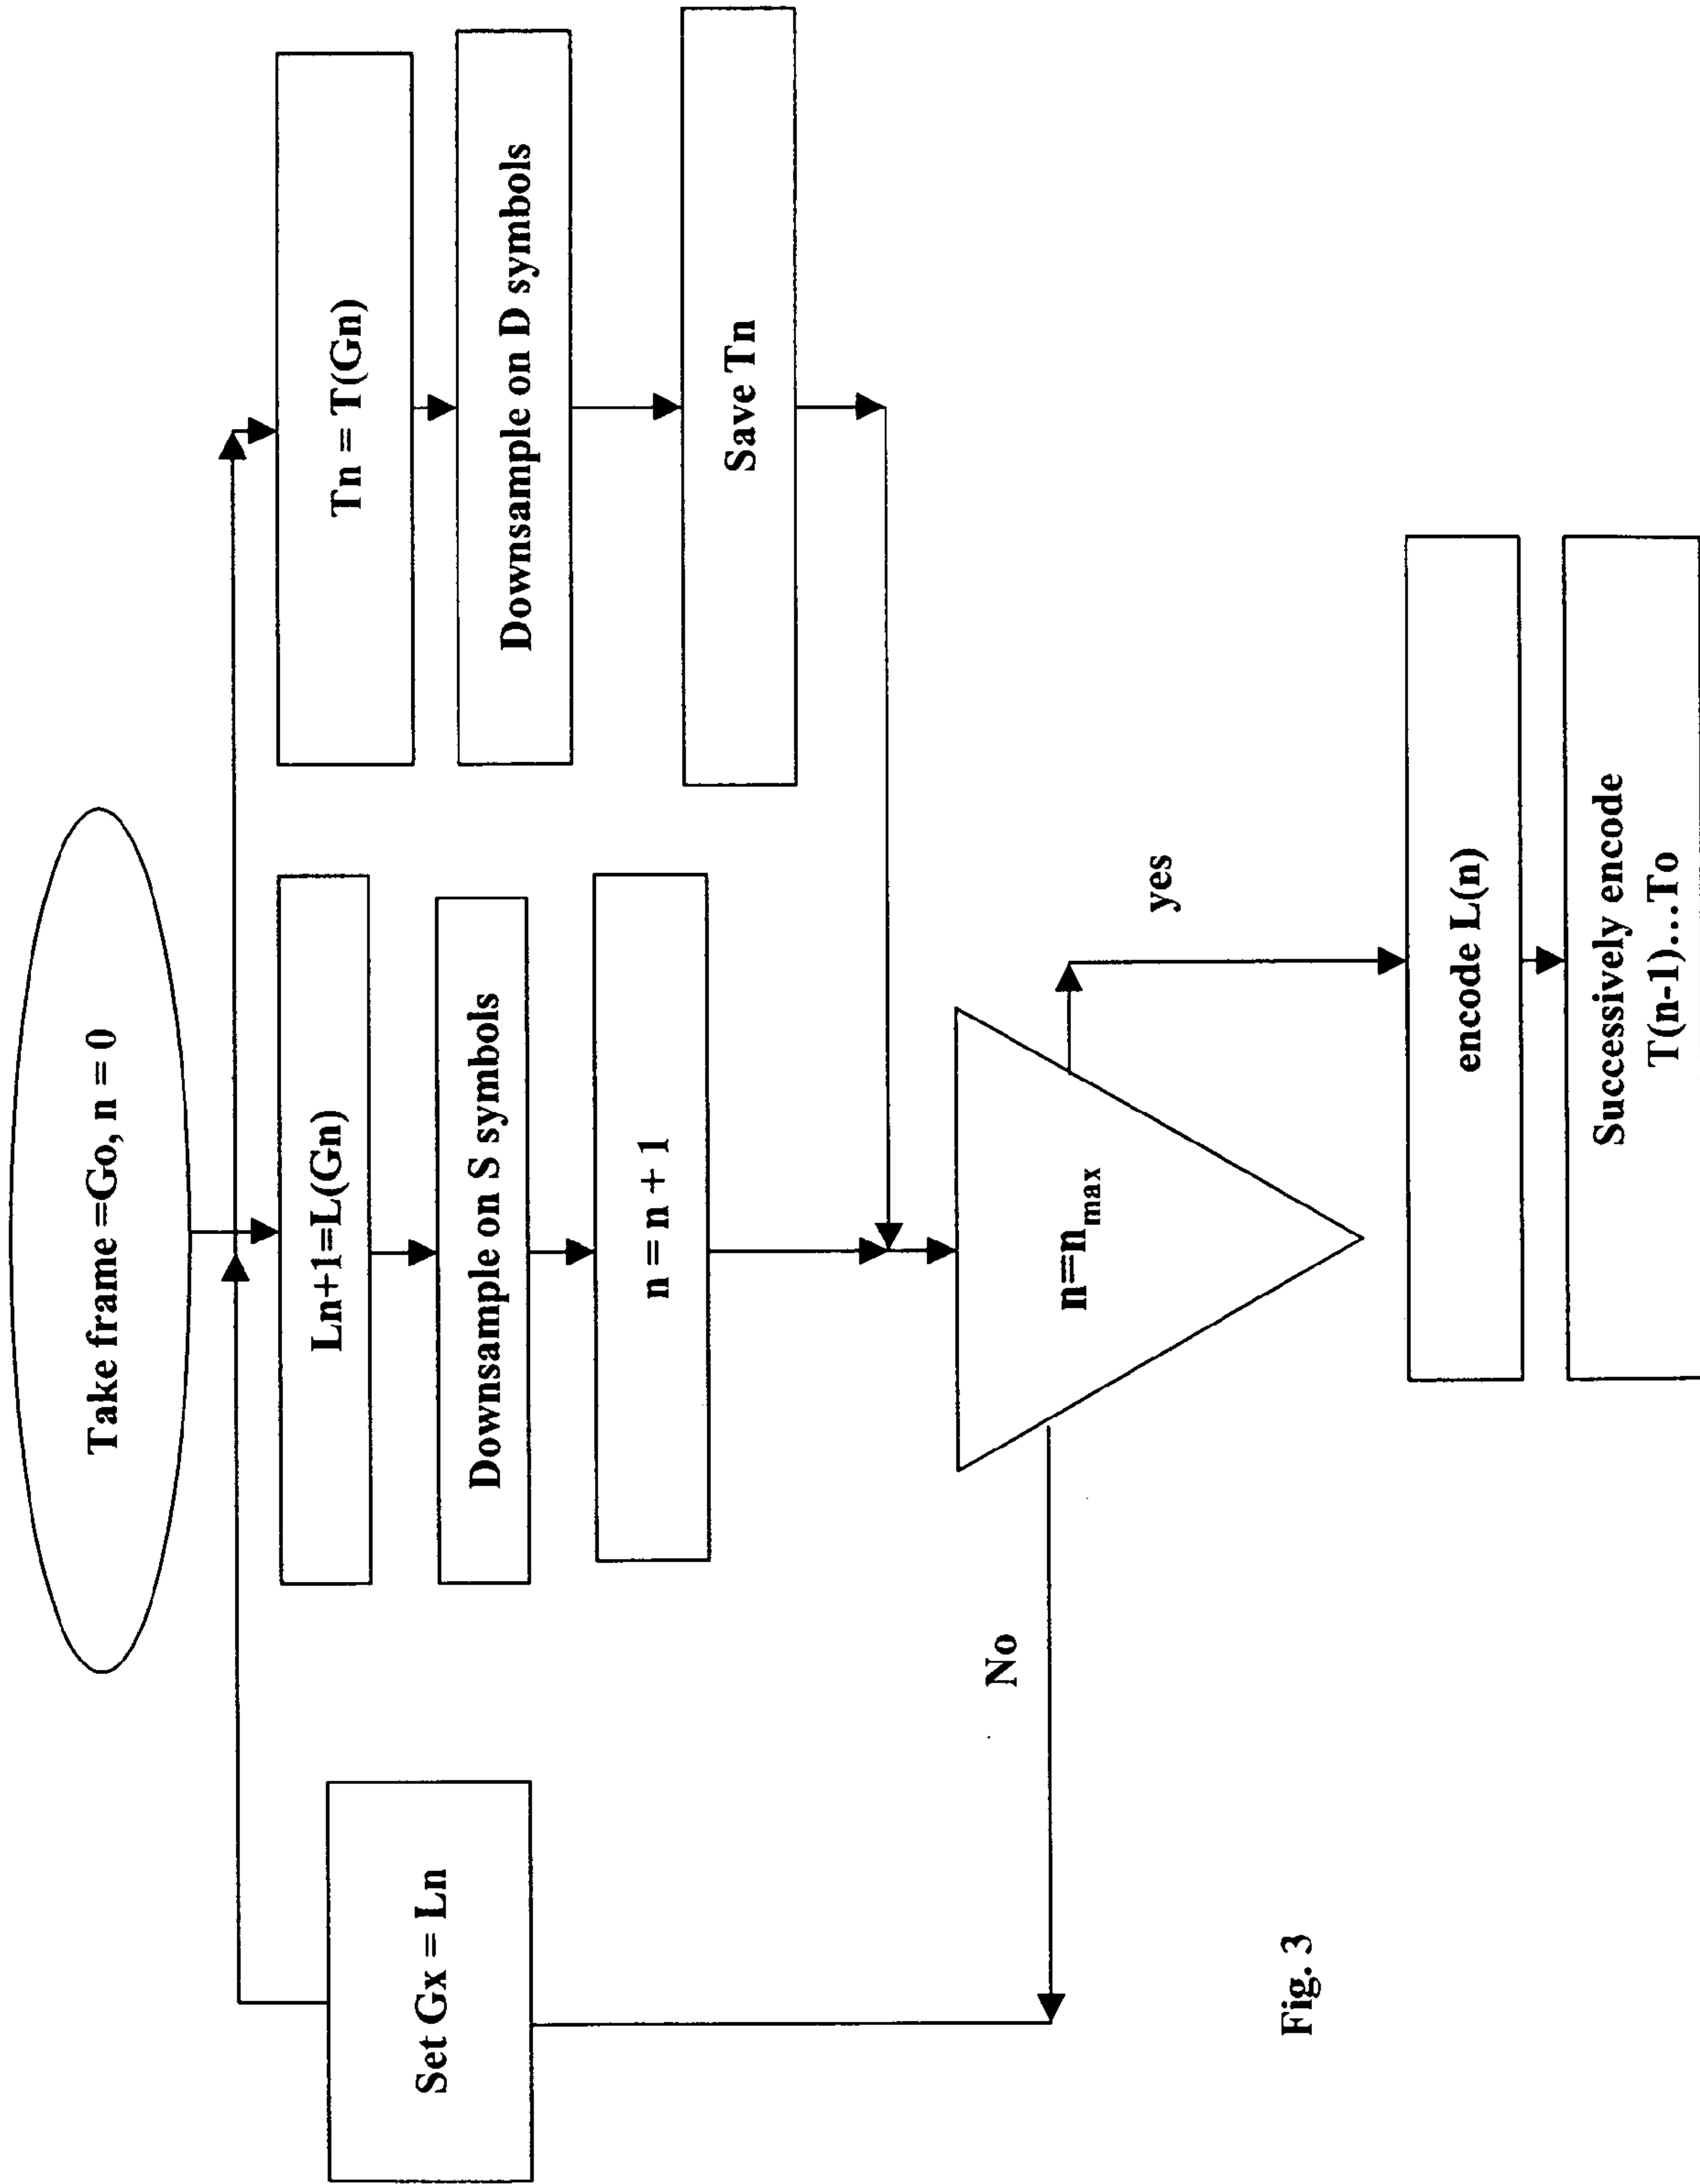 Take frame =Go, n = 0
Ln+1=L(Gn)
Downsample on S symbols
n = n + 1
Tn = T(Gn)
Downsample on D symbols
Save Tn
n=n_max
No
Set Gx = Ln
yes
encode L(n)
Successively encode
T(n-1)...To
Fig. 3